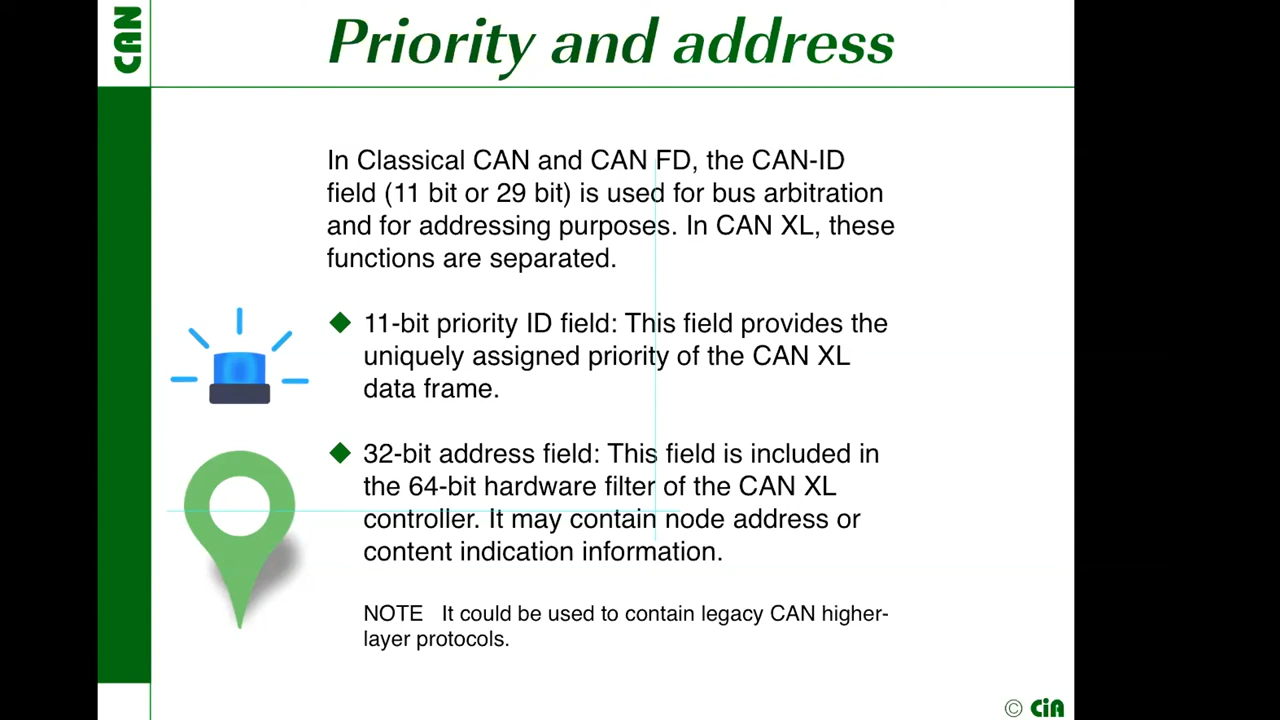 CAN
Priority and address
In Classical CAN and CAN FD, the CAN-ID
field (11 bit or 29 bit) is used for bus arbitration
and for addressing purposes. In CAN XL, these
functions are separated.
◆ 11-bit priority ID field: This field provides the
uniquely assigned priority of the CAN XL
data frame.
◆ 32-bit address field: This field is included in
the 64-bit hardware filter of the CAN XL
controller. It may contain node address or
content indication information.
NOTE It could be used to contain legacy CAN higher-
layer protocols.
© CiA